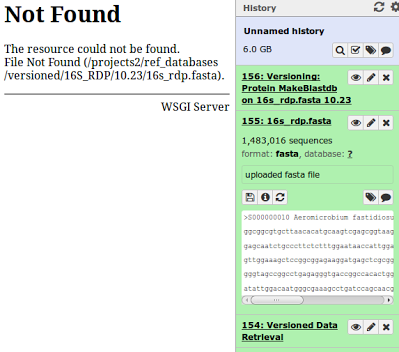 Not Found
The resource could not be found.
File Not Found (/projects2/ref_databases
/versioned/16S_RDP/10.23/16s_rdp.fasta).
WSGI Server
History
Unnamed history
6.0 GB
156: Versioning:
Protein MakeBlastdb
on 16s_rdp.fasta 10.23
155: 16s_rdp.fasta
1,483,016 sequences
format: fasta, database: ?
uploaded fasta file
>S000000010 Aeromicrobium fastidiosu
ggcggcgtgcttaacacatgcaagtcgagcggtaag
gagcaatctgcccttctctttggaataaccattgga
gttggaaagctccggcggagaaggatgagctcgcgg
gggtagccggcctgagagggtgaccggccacactgg
atattggacaatgggcgaaagcctgatccagcaacg
154: Versioned Data
Retrieval